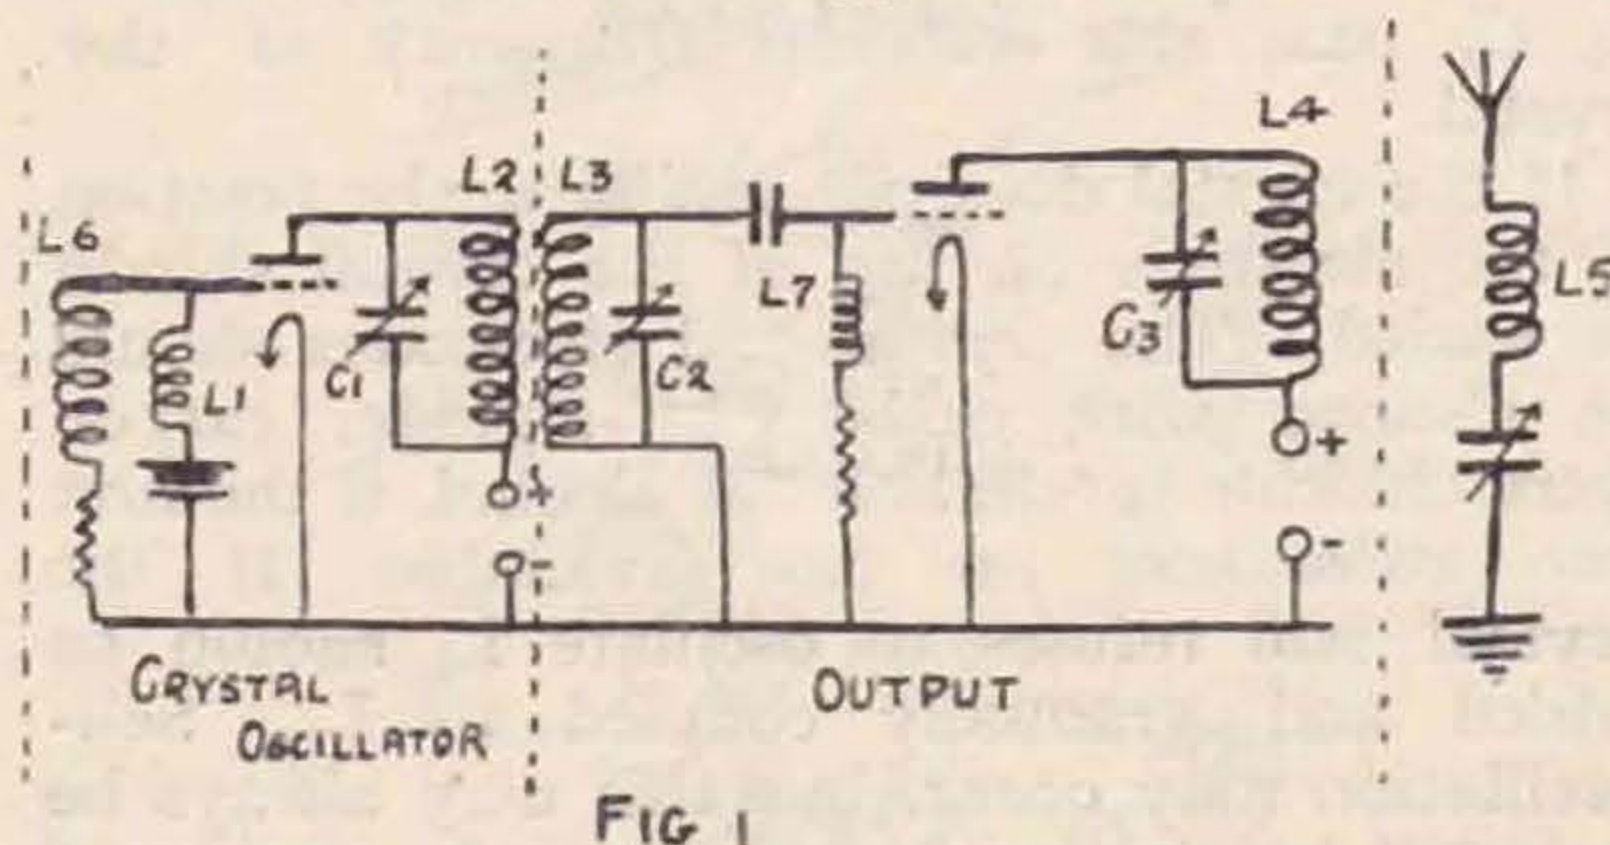 L4
L2
L3
L6
L7
L5
C3
L1
C1
C2
+
+
-
-
CRYSTAL
OSCILLATOR
OUTPUT
FIG 1